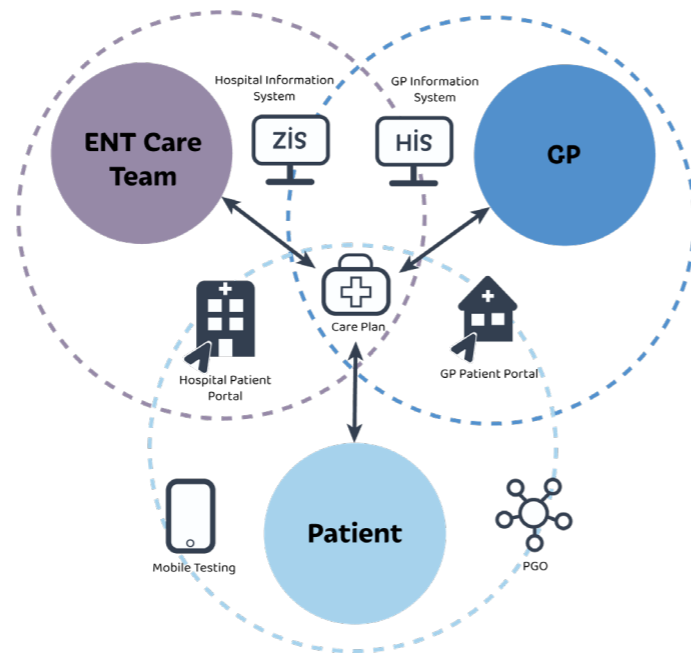 Hospital Information
System
GP Information
System
ZiS
HiS
ENT Care
Team
GP
Care Plan
Hospital Patient
Portal
GP Patient Portal
Patient
Mobile Testing
PGO